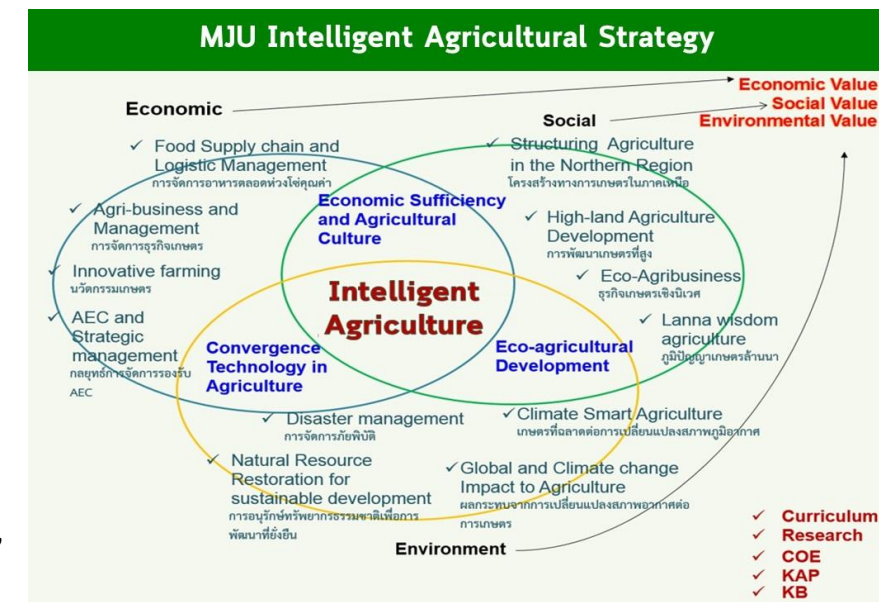 MJU Intelligent Agricultural Strategy
Economic
Economic Value
Social Value
Environmental Value
Social
✓ Food Supply chain and
Logistic Management
การจัดการอาหารตลอดห่วงโซ่คุณค่า
✓ Agri-business and
Management
การจัดการธุรกิจเกษตร
✓ Innovative farming
นวัตกรรมเกษตร
✓ AEC and
Strategic
management
กลยุทธ์การจัดการรองรับ
AEC
Economic Sufficiency
and Agricultural
Culture
✓ Structuring Agriculture
in the Northern Region
โครงสร้างทางการเกษตรในภาคเหนือ
✓ High-land Agriculture
Development
การพัฒนาเกษตรที่สูง
✓ Eco-Agribusiness
ธุรกิจเกษตรเชิงนิเวศ
✓ Lanna wisdom
agriculture
ภูมิปัญญาเกษตรล้านนา
Intelligent
Agriculture
Convergence
Technology in
Agriculture
Eco-agricultural
Development
✓ Disaster management
การจัดการภัยพิบัติ
✓ Natural Resource
Restoration for
sustainable development
การอนุรักษ์ทรัพยากรธรรมชาติเพื่อการ
พัฒนาที่ยั่งยืน
✓ Climate Smart Agriculture
เกษตรที่ฉลาดต่อการเปลี่ยนแปลงสภาพภูมิอากาศ
✓ Global and Climate change
Impact to Agriculture
ผลกระทบจากการเปลี่ยนแปลงสภาพอากาศต่อ
การเกษตร
Environment
✓ Curriculum
✓ Research
✓ COE
✓ KAP
✓ KB